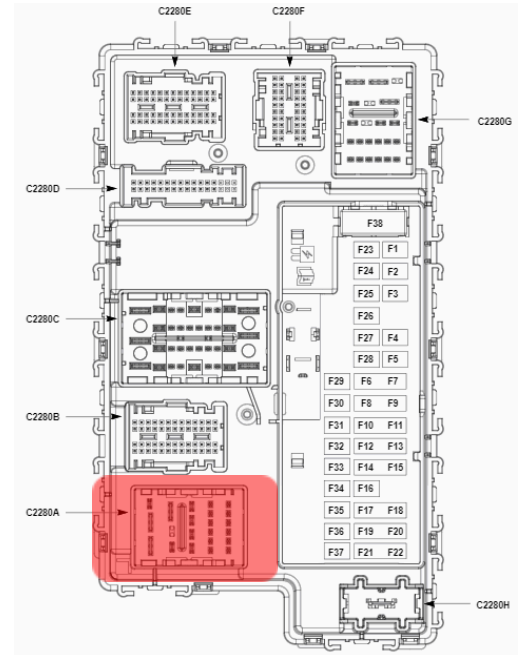 C2280E C2280F
C2280G
C2280D
F38
F23 F1
F24 F2
F25 F3
F26
C2280C
F27 F4
F28 F5
F29 F6 F7
F30 F8 F9
C2280B
F31 F10 F11
F32 F12 F13
F33 F14 F15
F34 F16
C2280A
F35 F17 F18
F36 F19 F20
F37 F21 F22
C2280H